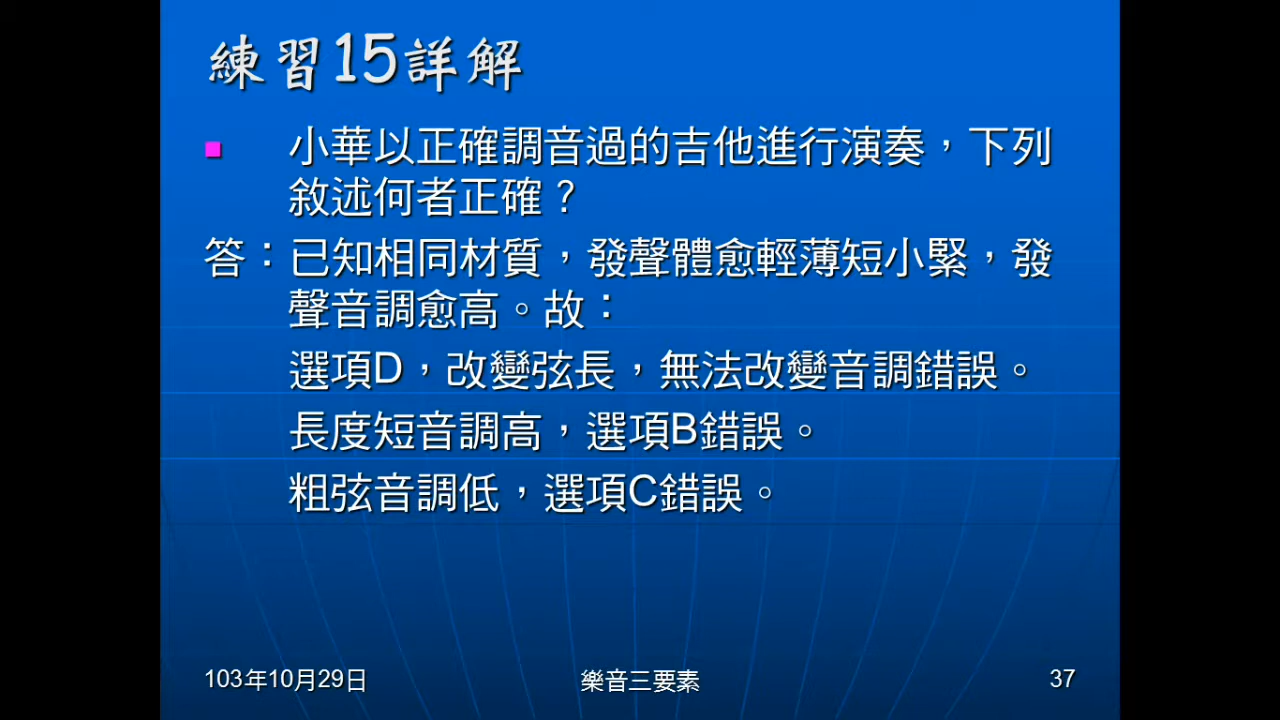 練習15詳解
小華以正確調音過的吉他進行演奏，下列
敘述何者正確？
答：已知相同材質，發聲體愈輕薄短小緊，發
聲音調愈高。故：
選項D，改變弦長，無法改變音調錯誤。
長度短音調高，選項B錯誤。
粗弦音調低，選項C錯誤。
103年10月29日
樂音三要素
37